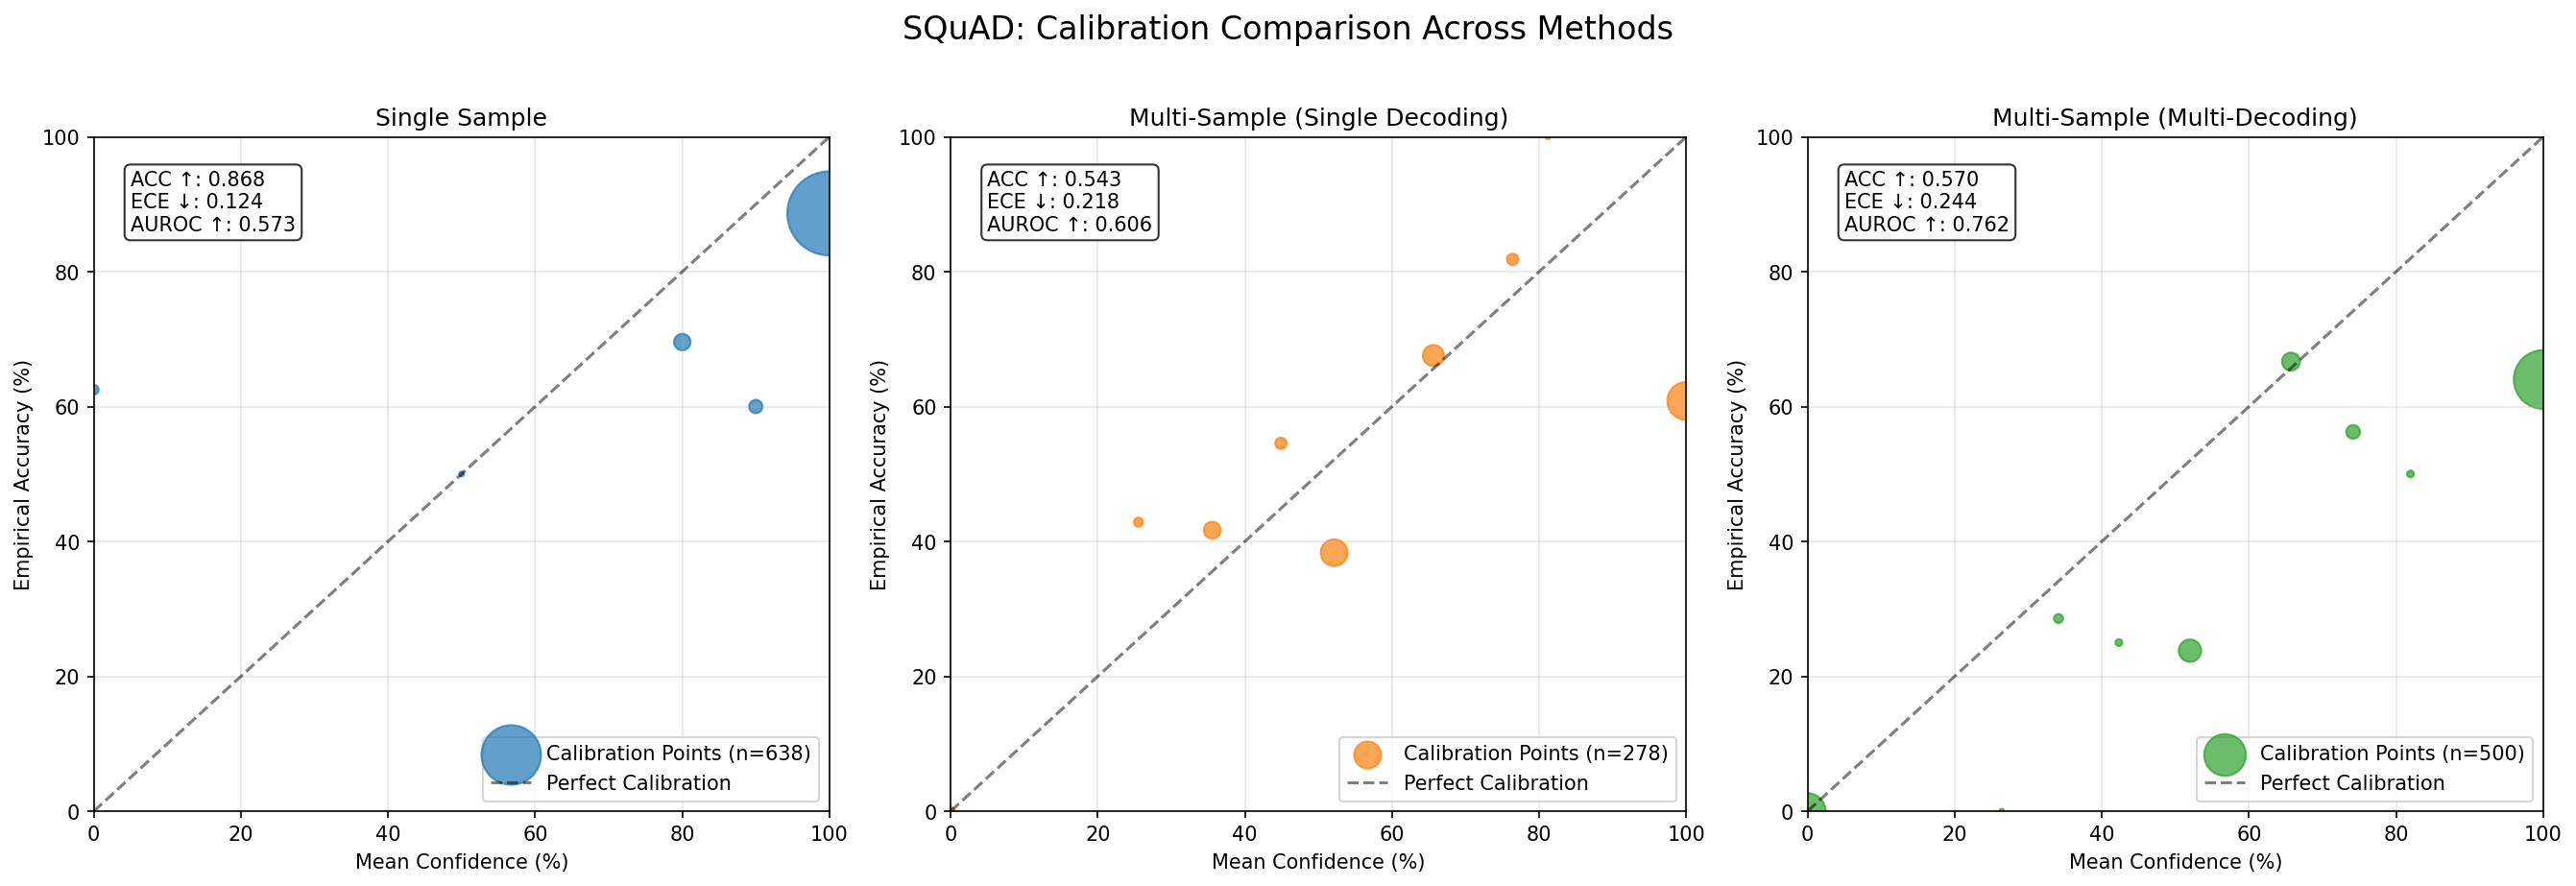 SQuAD: Calibration Comparison Across Methods
Single Sample
100
80
60
40
20
0
Empirical Accuracy (%)
ACC ↑: 0.868
ECE ↓: 0.124
AUROC ↑: 0.573
Calibration Points (n=638)
Perfect Calibration
0 20 40 60 80 100
Mean Confidence (%)
Multi-Sample (Single Decoding)
100
80
60
40
20
0
Empirical Accuracy (%)
ACC ↑: 0.543
ECE ↓: 0.218
AUROC ↑: 0.606
Calibration Points (n=278)
Perfect Calibration
0 20 40 60 80 100
Mean Confidence (%)
Multi-Sample (Multi-Decoding)
100
80
60
40
20
0
Empirical Accuracy (%)
ACC ↑: 0.570
ECE ↓: 0.244
AUROC ↑: 0.762
Calibration Points (n=500)
Perfect Calibration
0 20 40 60 80 100
Mean Confidence (%)